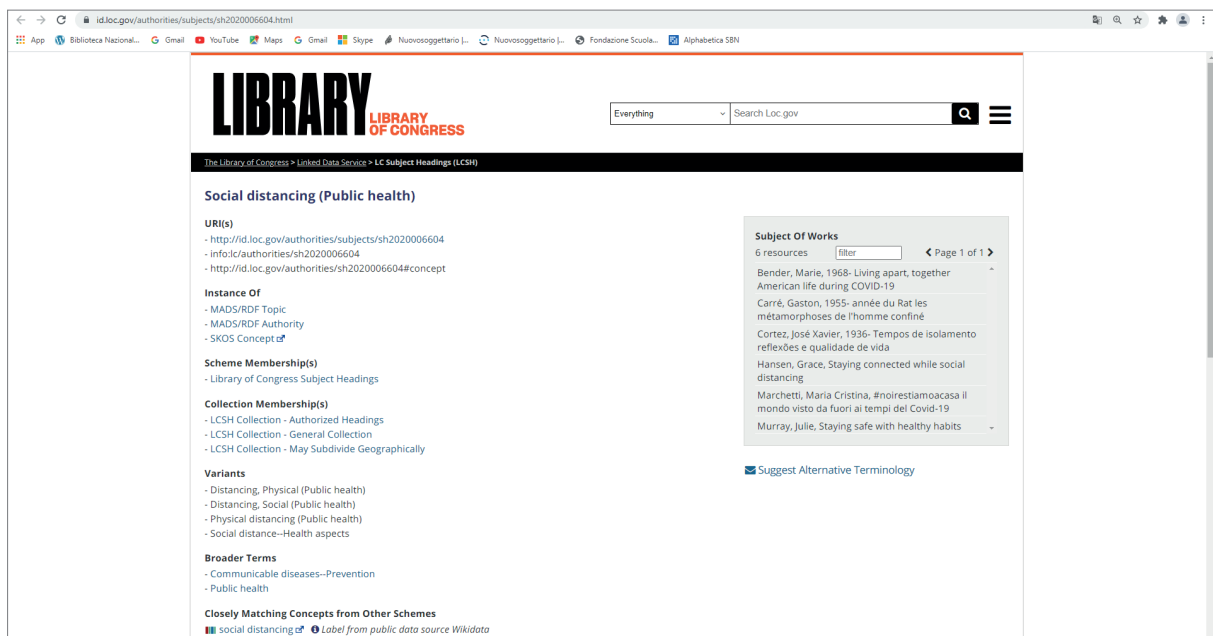 id.loc.gov/authorities/subjects/sh2020006604.html
App Biblioteca Nazional... Gmail YouTube Maps Gmail Skype Nuovosoggettario |... Nuovosoggettario |... Fondazione Scuola... Alphabetica SBN
LIBRARY LIBRARY
OF CONGRESS
Everything Search Loc.gov
The Library of Congress > Linked Data Service > LC Subject Headings (LCSH)
Social distancing (Public health)
URI(s)
- http://id.loc.gov/authorities/subjects/sh2020006604
- info:lc/authorities/sh2020006604
- http://id.loc.gov/authorities/sh2020006604#concept
Instance Of
- MADS/RDF Topic
- MADS/RDF Authority
- SKOS Concept
Scheme Membership(s)
- Library of Congress Subject Headings
Collection Membership(s)
- LCSH Collection - Authorized Headings
- LCSH Collection - General Collection
- LCSH Collection - May Subdivide Geographically
Variants
- Distancing, Physical (Public health)
- Distancing, Social (Public health)
- Physical distancing (Public health)
- Social distance--Health aspects
Broader Terms
- Communicable diseases--Prevention
- Public health
Closely Matching Concepts from Other Schemes
social distancing Label from public data source Wikidata
Subject Of Works
6 resources filter Page 1 of 1
Bender, Marie, 1968- Living apart, together
American life during COVID-19
Carré, Gaston, 1955- année du Rat les
métamorphoses de l'homme confiné
Cortez, José Xavier, 1936- Tempos de isolamento
reflexões e qualidade de vida
Hansen, Grace, Staying connected while social
distancing
Marchetti, Maria Cristina, #noirestiamoacasa il
mondo visto da fuori ai tempi del Covid-19
Murray, Julie, Staying safe with healthy habits
Suggest Alternative Terminology